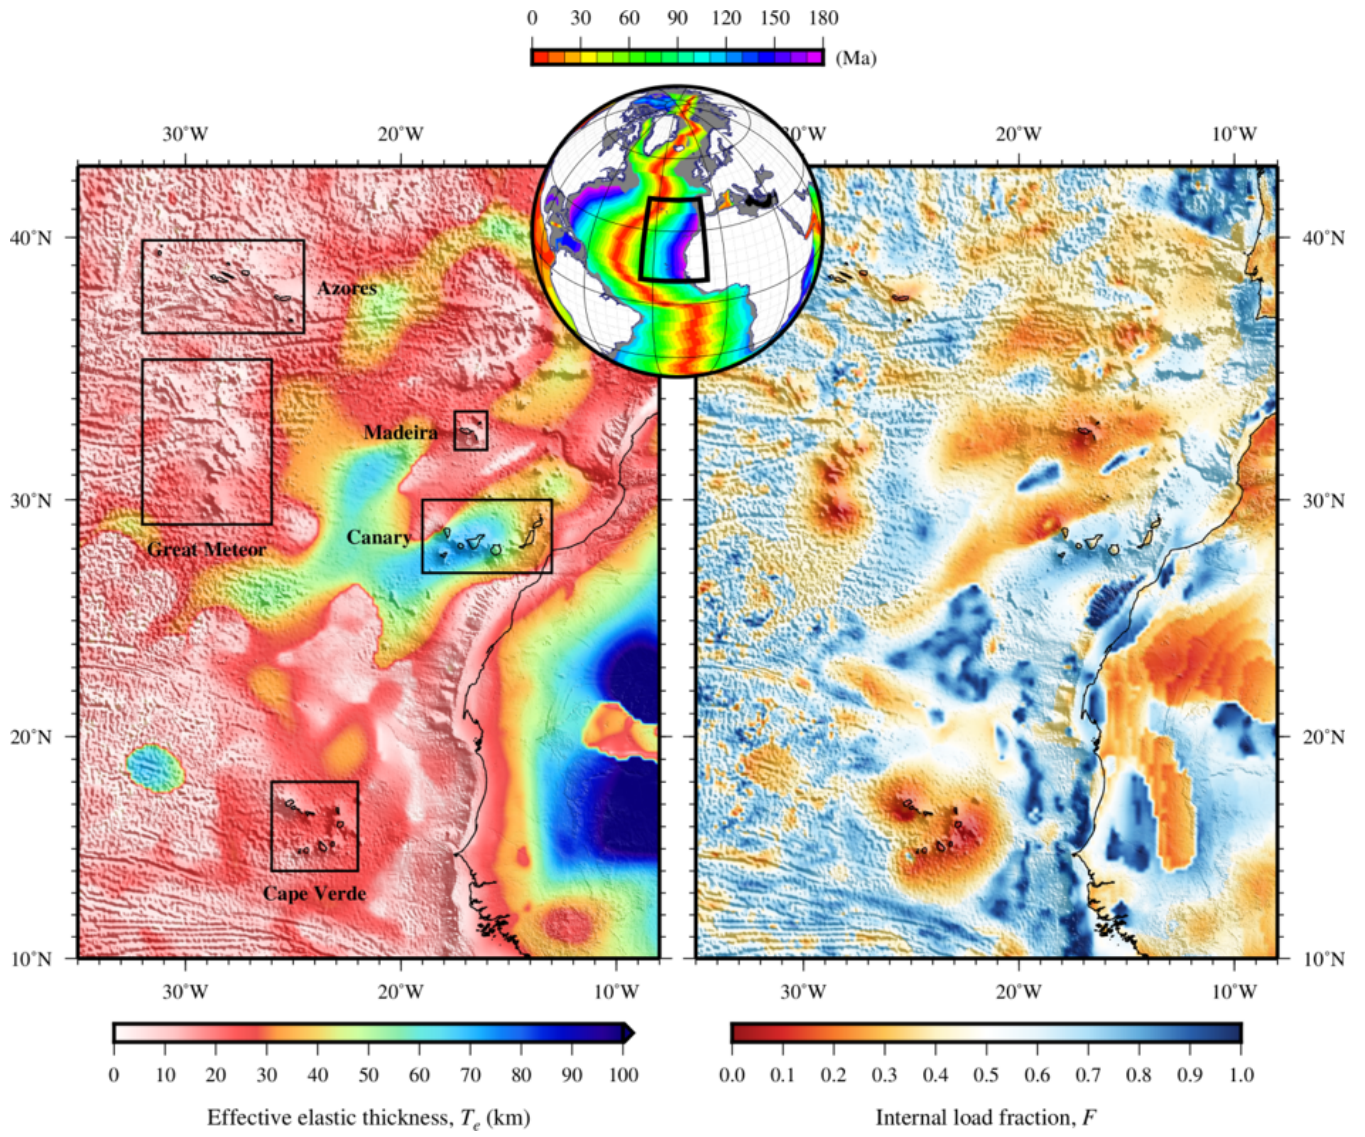 0 30 60 90 120 150 180
(Ma)
30°W 20°W 30°W 20°W 10°W
40°N 40°N
Azores
Madeira
30°N 30°N
Canary
Great Meteor
20°N 20°N
Cape Verde
10°N 10°N
30°W 20°W 10°W 30°W 20°W 10°W
0 10 20 30 40 50 60 70 80 90 100 0.0 0.1 0.2 0.3 0.4 0.5 0.6 0.7 0.8 0.9 1.0
Effective elastic thickness, Te (km) Internal load fraction, F